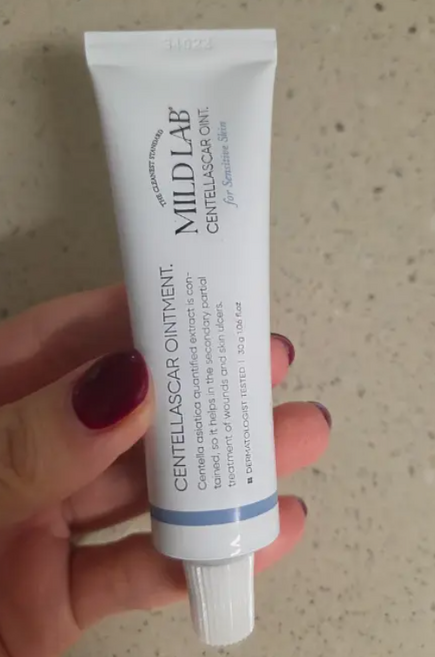 THE CLEANEST STANDARD
MILD LAB®
CENTELLASCAR OINT.
for Sensitive Skin
CENTELLASCAR OINTMENT.
Centella asiatica quantified extract is con-
tained, so it helps in the secondary partial
treatment of wounds and skin ulcers.
DERMATOLOGIST TESTED | 30 g 1.06 fl.oz